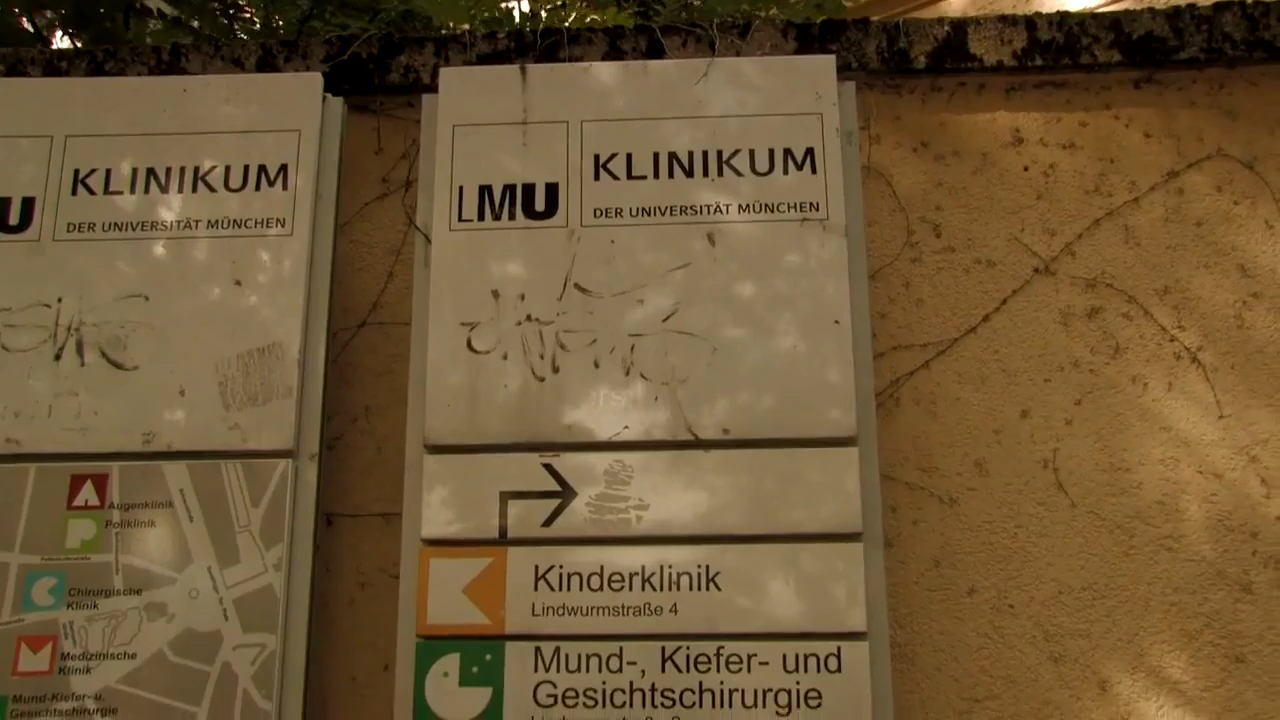 U
KLINIKUM
DER UNIVERSITÄT MÜNCHEN
Augenklinik
Poliklinik
Chirurgische
Klinik
Medizinische
Klinik
Mund-Kiefer-u.
Gesichtschirurgie
LMU
KLINIKUM
DER UNIVERSITÄT MÜNCHEN
Kinderklinik
Lindwurmstraße 4
Mund-, Kiefer- und
Gesichtschirurgie